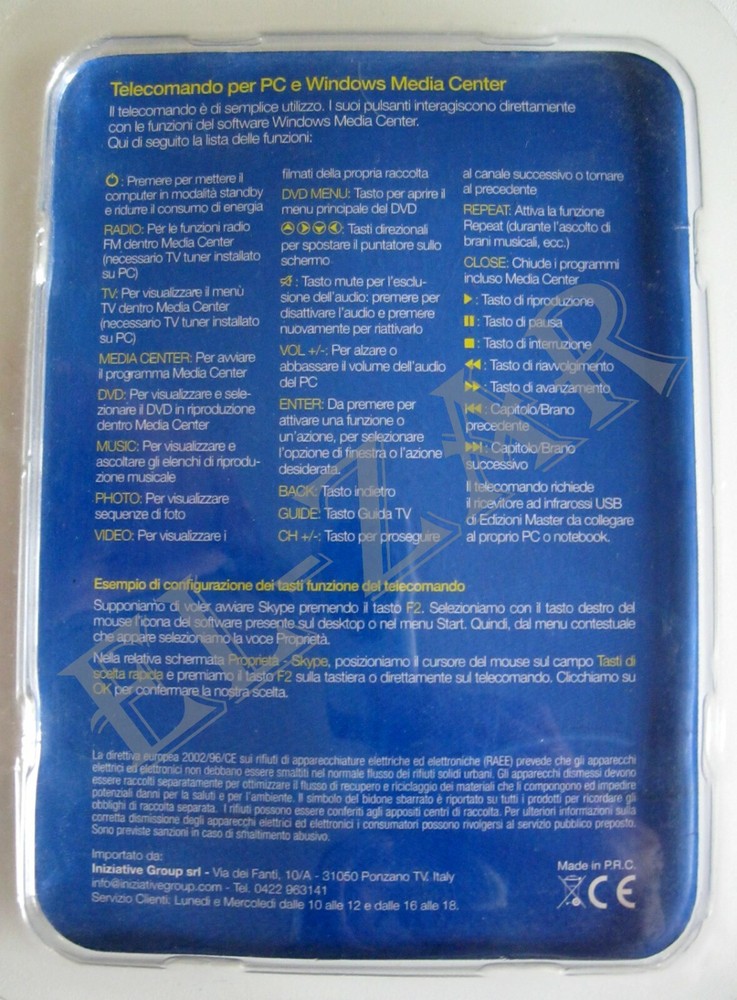 Telecomando per PC e Windows Media Center
Il telecomando è di semplice utilizzo. I suoi pulsanti interagiscono direttamente
con le funzioni del software Windows Media Center.
Qui di seguito la lista delle funzioni:
: Premere per mettere il
computer in modalità standby
e ridurre il consumo di energia
RADIO: Per le funzioni radio
FM dentro Media Center
(necessario TV tuner installato
su PC)
TV: Per visualizzare il menù
TV dentro Media Center
(necessario TV tuner installato
su PC)
MEDIA CENTER: Per avviare
il programma Media Center
DVD: Per visualizzare e sele-
zionare il DVD in riproduzione
dentro Media Center
MUSIC: Per visualizzare e
ascoltare gli elenchi di riprodu-
zione musicale
PHOTO: Per visualizzare
sequenze di foto
VIDEO: Per visualizzare i
filmati della propria raccolta
DVD MENU: Tasto per aprire il
menu principale del DVD
: Tasti direzionali
per spostare il puntatore sullo
schermo
: Tasto mute per l'esclu-
sione dell'audio: premere per
disattivare l'audio e premere
nuovamente per riattivarlo
VOL +/-: Per alzare o
abbassare il volume dell'audio
del PC
ENTER: Da premere per
attivare una funzione o
un'azione, per selezionare
l'opzione di finestra o l'azione
desiderata.
BACK: Tasto indietro
GUIDE: Tasto Guida TV
CH +/-: Tasto per proseguire
al canale successivo o tornare
al precedente
REPEAT: Attiva la funzione
Repeat (durante l'ascolto di
brani musicali, ecc.)
CLOSE: Chiude i programmi
incluso Media Center
: Tasto di riproduzione
: Tasto di pausa
: Tasto di interruzione
: Tasto di riavvolgimento
: Tasto di avanzamento
: Capitolo/Brano
precedente
: Capitolo/Brano
successivo
Il telecomando richiede
il ricevitore ad infrarossi USB
di Edizioni Master da collegare
al proprio PC o notebook.
Esempio di configurazione dei tasti funzione del telecomando
Supponiamo di voler avviare Skype premendo il tasto F2. Selezioniamo con il tasto destro del
mouse l'icona del software presente sul desktop o nel menu Start. Quindi, dal menu contestuale
che appare selezioniamo la voce Proprietà.
Nella relativa schermata Proprietà - Skype, posizioniamo il cursore del mouse sul campo Tasti di
scelta rapida e premiamo il tasto F2 sulla tastiera o direttamente sul telecomando. Clicchiamo su
OK per confermare la nostra scelta.
La direttiva europea 2002/96/CE sui rifiuti di apparecchiature elettriche ed elettroniche (RAEE) prevede che gli apparecchi
elettrici ed elettronici non debbano essere smaltiti nel normale flusso dei rifiuti solidi urbani. Gli apparecchi dismessi devono
essere raccolti separatamente per ottimizzare il flusso di recupero e riciclaggio dei materiali che li compongono ed impedire
potenziali danni per la salute e per l'ambiente. Il simbolo del bidone sbarrato è riportato su tutti i prodotti per ricordare gli
obblighi di raccolta separata. I rifiuti possono essere conferiti agli appositi centri di raccolta. Per ulteriori informazioni sulla
corretta dismissione degli apparecchi elettrici ed elettronici i consumatori possono rivolgersi al servizio pubblico preposto.
Sono previste sanzioni in caso di smaltimento abusivo.
Importato da:
Iniziative Group srl - Via dei Fanti, 10/A - 31050 Ponzano TV. Italy
info@iniziativegroup.com - Tel. 0422 963141
Servizio Clienti: Lunedi e Mercoledi dalle 10 alle 12 e dalle 16 alle 18.
Made in P.R.C.
CE
EL-ZAR